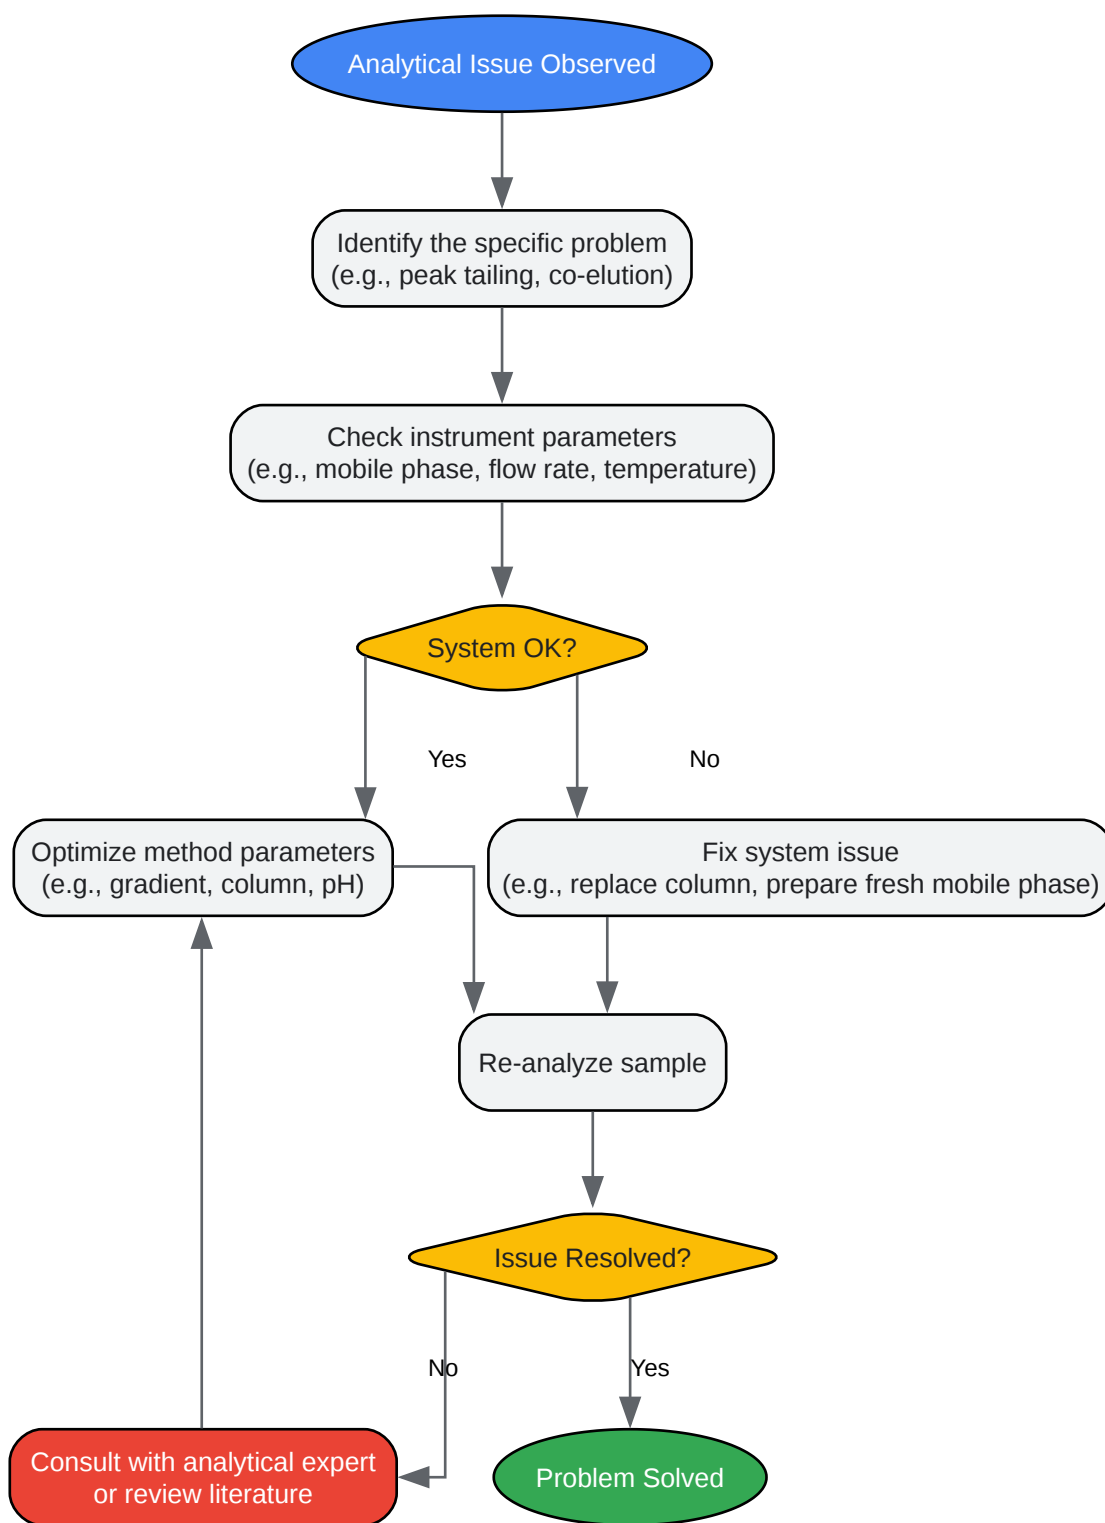 Analytical Issue Observed
Identify the specific problem
(e.g., peak tailing, co-elution)
Check instrument parameters
(e.g., mobile phase, flow rate, temperature)
System OK?
Yes
No
Optimize method parameters
(e.g., gradient, column, pH)
Fix system issue
(e.g., replace column, prepare fresh mobile phase)
Re-analyze sample
Issue Resolved?
No
Yes
Consult with analytical expert
or review literature
Problem Solved